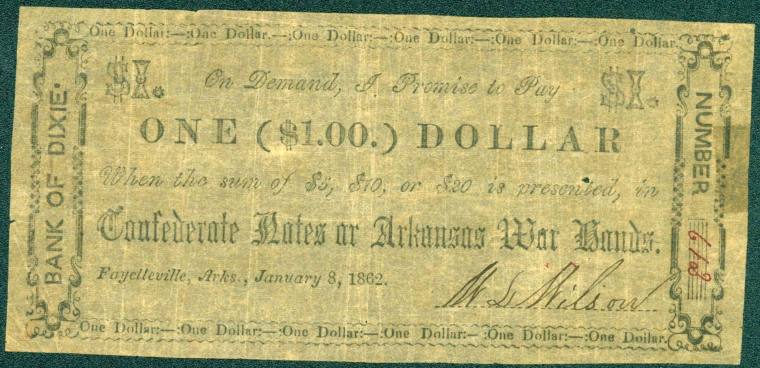 One Dollar:—:One Dollar.—:One Dollar:—:One Dollar:—:One Dollar:—:One Dollar.
$1. On Demand, I Promise to Pay $1.
ONE ($1.00.) DOLLAR
When the sum of $5, $10, or $20 is presented, in
Confederate Notes or Arkansas War Bonds.
Fayetteville, Arks., January 8, 1862.
W L Wilson
One Dollar:—:One Dollar:—:One Dollar:—:One Dollar:—:One Dollar:—:One Dollar.
BANK OF DIXIE.
NUMBER